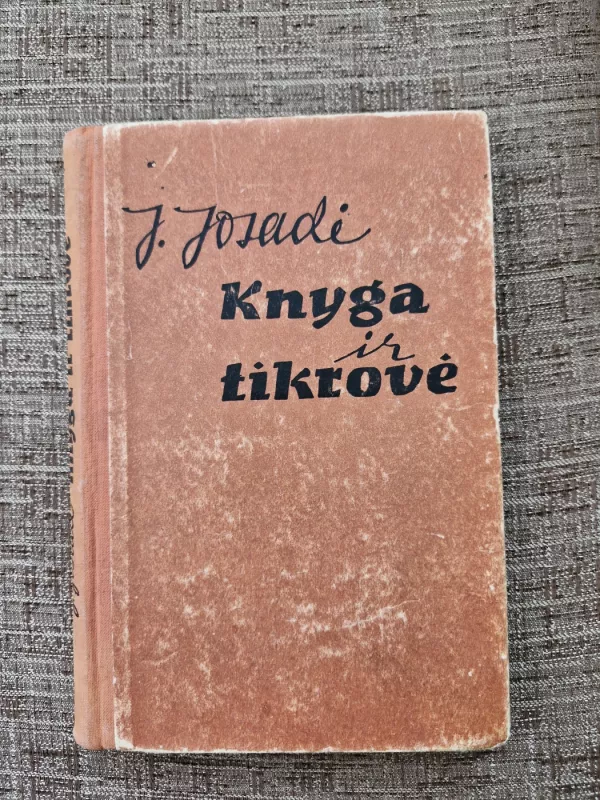 J. Josadė
Knyga
ir
tikrovė